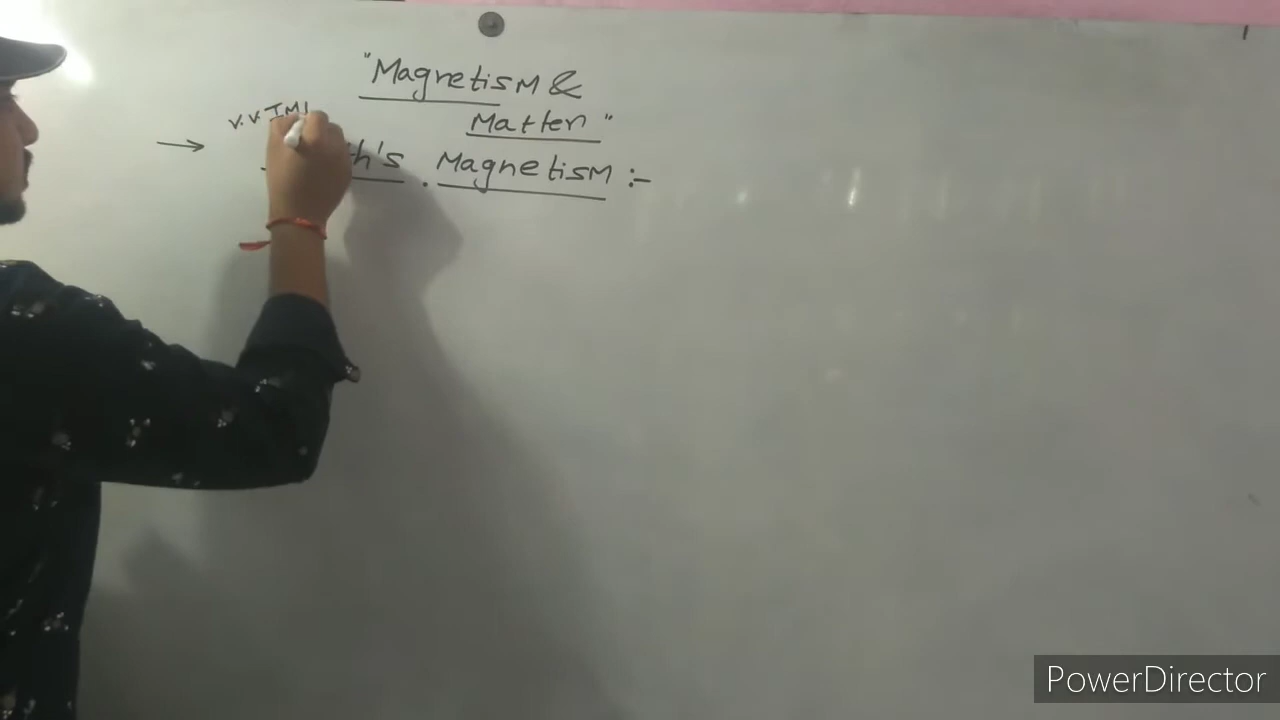 "Magnetism &
Matter"
→ V.V IMP
Magnetism :-
PowerDirector